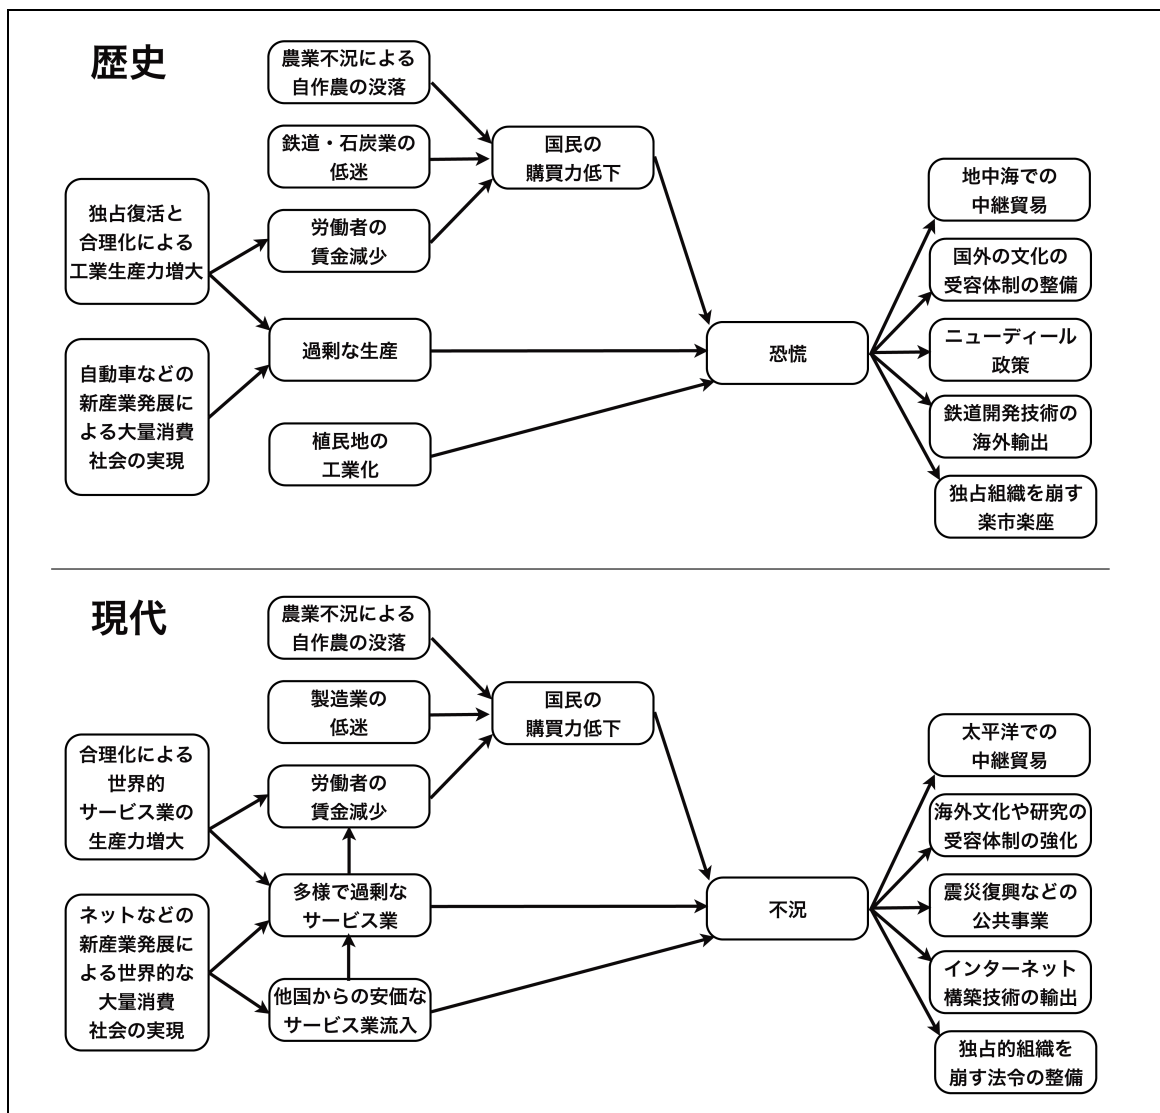 歴史
農業不況による
自作農の没落
鉄道・石炭業の
低迷
国民の
購買力低下
独占復活と
合理化による
工業生産力増大
労働者の
賃金減少
自動車などの
新産業発展に
よる大量消費
社会の実現
過剰な生産
植民地の
工業化
恐慌
地中海での
中継貿易
国外の文化の
受容体制の整備
ニューディール
政策
鉄道開発技術の
海外輸出
独占組織を崩す
楽市楽座
現代
農業不況による
自作農の没落
製造業の
低迷
国民の
購買力低下
合理化による
世界的
サービス業の
生産力増大
労働者の
賃金減少
ネットなどの
新産業発展に
よる世界的な
大量消費
社会の実現
多様で過剰な
サービス業
他国からの安価な
サービス業流入
不況
太平洋での
中継貿易
海外文化や研究の
受容体制の強化
震災復興などの
公共事業
インターネット
構築技術の輸出
独占的組織を
崩す法令の整備